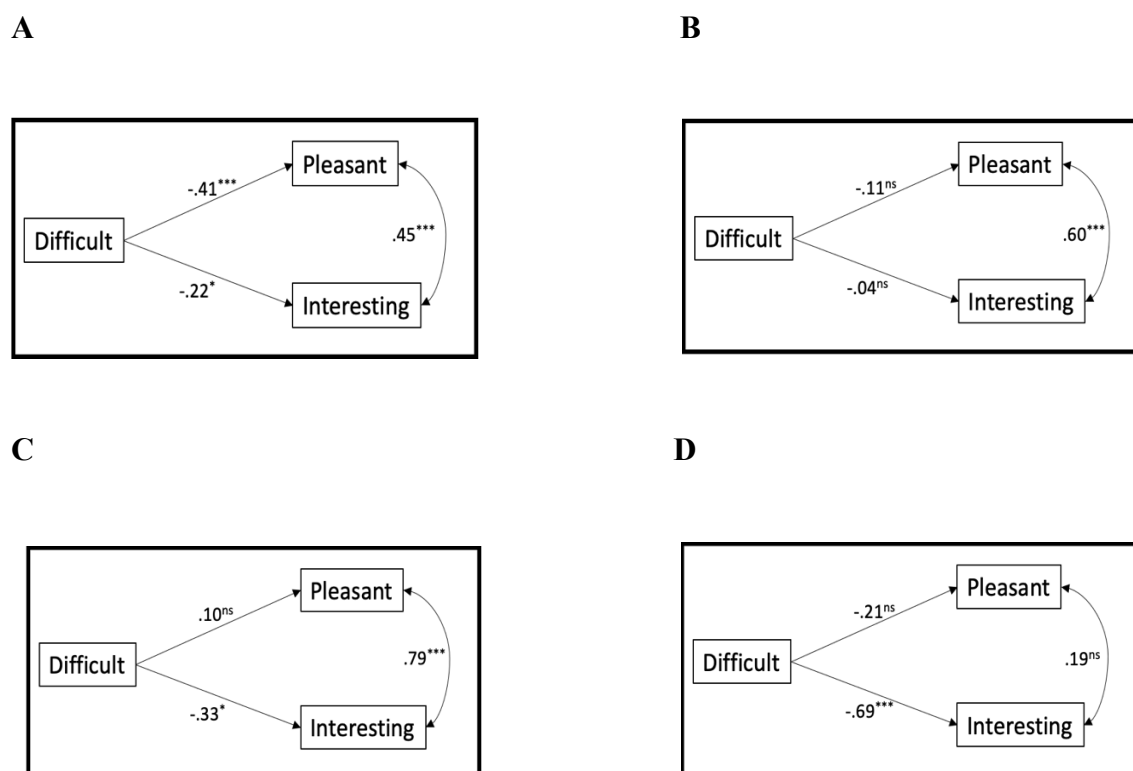 A
B
Pleasant
-.41***
Difficult
.45***
-.22*
Interesting
Pleasant
-.11ns
Difficult
.60***
-.04ns
Interesting
C
D
Pleasant
.10ns
Difficult
.79***
-.33*
Interesting
Pleasant
-.21ns
Difficult
.19ns
-.69***
Interesting